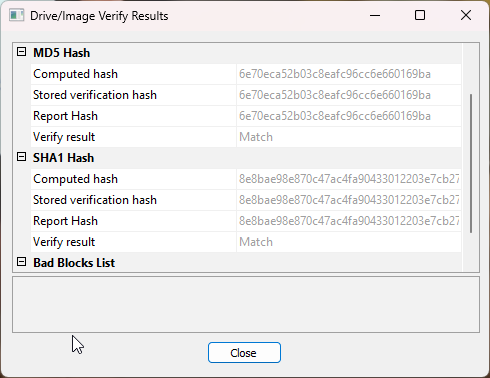 Drive/Image Verify Results
MD5 Hash
Computed hash 6e70eca52b03c8eafc96cc6e660169ba
Stored verification hash 6e70eca52b03c8eafc96cc6e660169ba
Report Hash 6e70eca52b03c8eafc96cc6e660169ba
Verify result Match
SHA1 Hash
Computed hash 8e8bae98e870c47ac4fa90433012203e7cb27
Stored verification hash 8e8bae98e870c47ac4fa90433012203e7cb27
Report Hash 8e8bae98e870c47ac4fa90433012203e7cb27
Verify result Match
Bad Blocks List
Close